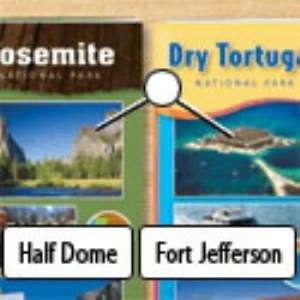 osemite
NATIONAL PARK
Dry Tortuga
NATIONAL PARK
Half Dome
Fort Jefferson